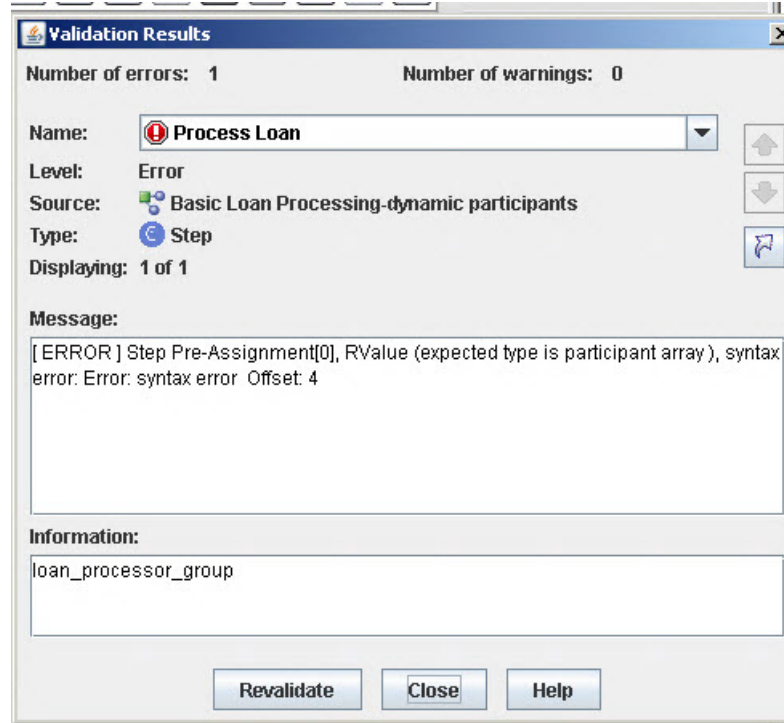 Validation Results
Number of errors: 1 Number of warnings: 0
Name: Process Loan
Level: Error
Source: Basic Loan Processing-dynamic participants
Type: C Step
Displaying: 1 of 1
Message:
[ ERROR ] Step Pre-Assignment[0], RValue (expected type is participant array ), syntax
error: Error: syntax error Offset: 4
Information:
loan_processor_group
Revalidate Close Help